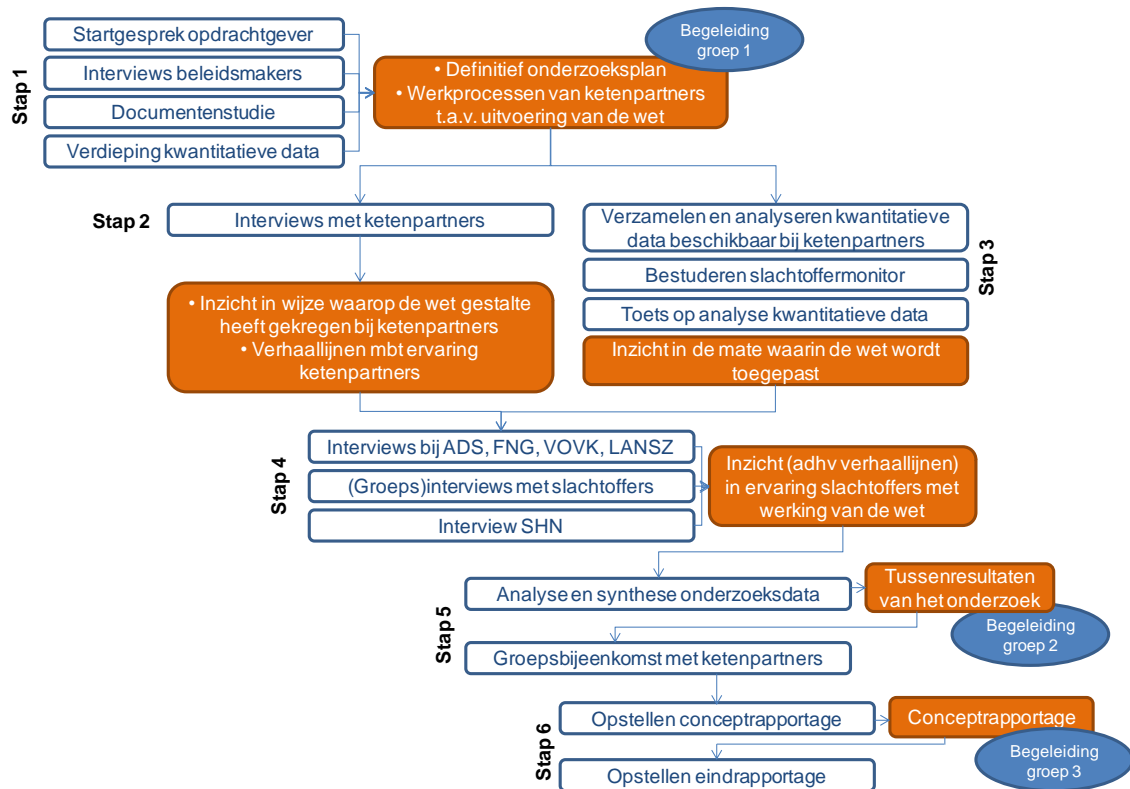 Stap 1
Startgesprek opdrachtgever
Interviews beleidsmakers
Documentenstudie
Verdieping kwantitatieve data
• Definitief onderzoeksplan
• Werkprocessen van ketenpartners
t.a.v. uitvoering van de wet
Begeleiding
groep 1
Stap 2
Interviews met ketenpartners
• Inzicht in wijze waarop de wet gestalte
heeft gekregen bij ketenpartners
• Verhaallijnen mbt ervaring
ketenpartners
Stap 3
Verzamelen en analyseren kwantitatieve
data beschikbaar bij ketenpartners
Bestuderen slachtoffermonitor
Toets op analyse kwantitatieve data
Inzicht in de mate waarin de wet wordt
toegepast
Stap 4
Interviews bij ADS, FNG, VOVK, LANSZ
(Groeps)interviews met slachtoffers
Interview SHN
Inzicht (adhv verhaallijnen)
in ervaring slachtoffers met
werking van de wet
Stap 5
Analyse en synthese onderzoeksdata
Tussenresultaten
van het onderzoek
Begeleiding
groep 2
Groepsbijeenkomst met ketenpartners
Stap 6
Opstellen conceptrapportage
Conceptrapportage
Begeleiding
groep 3
Opstellen eindrapportage